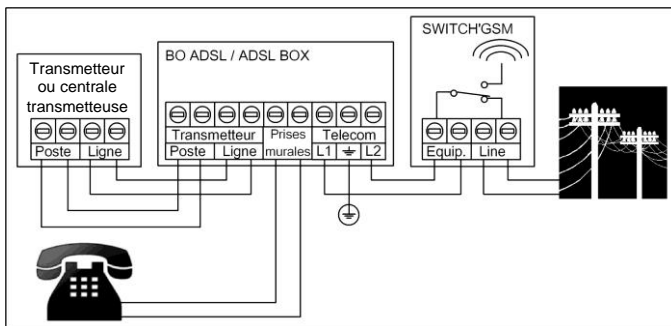 Transmetteur
ou centrale
transmetteuse
Poste Ligne
BO ADSL / ADSL BOX
Transmetteur Prises Telecom
Poste Ligne murales L1 L2
SWITCH'GSM
Equip. Line